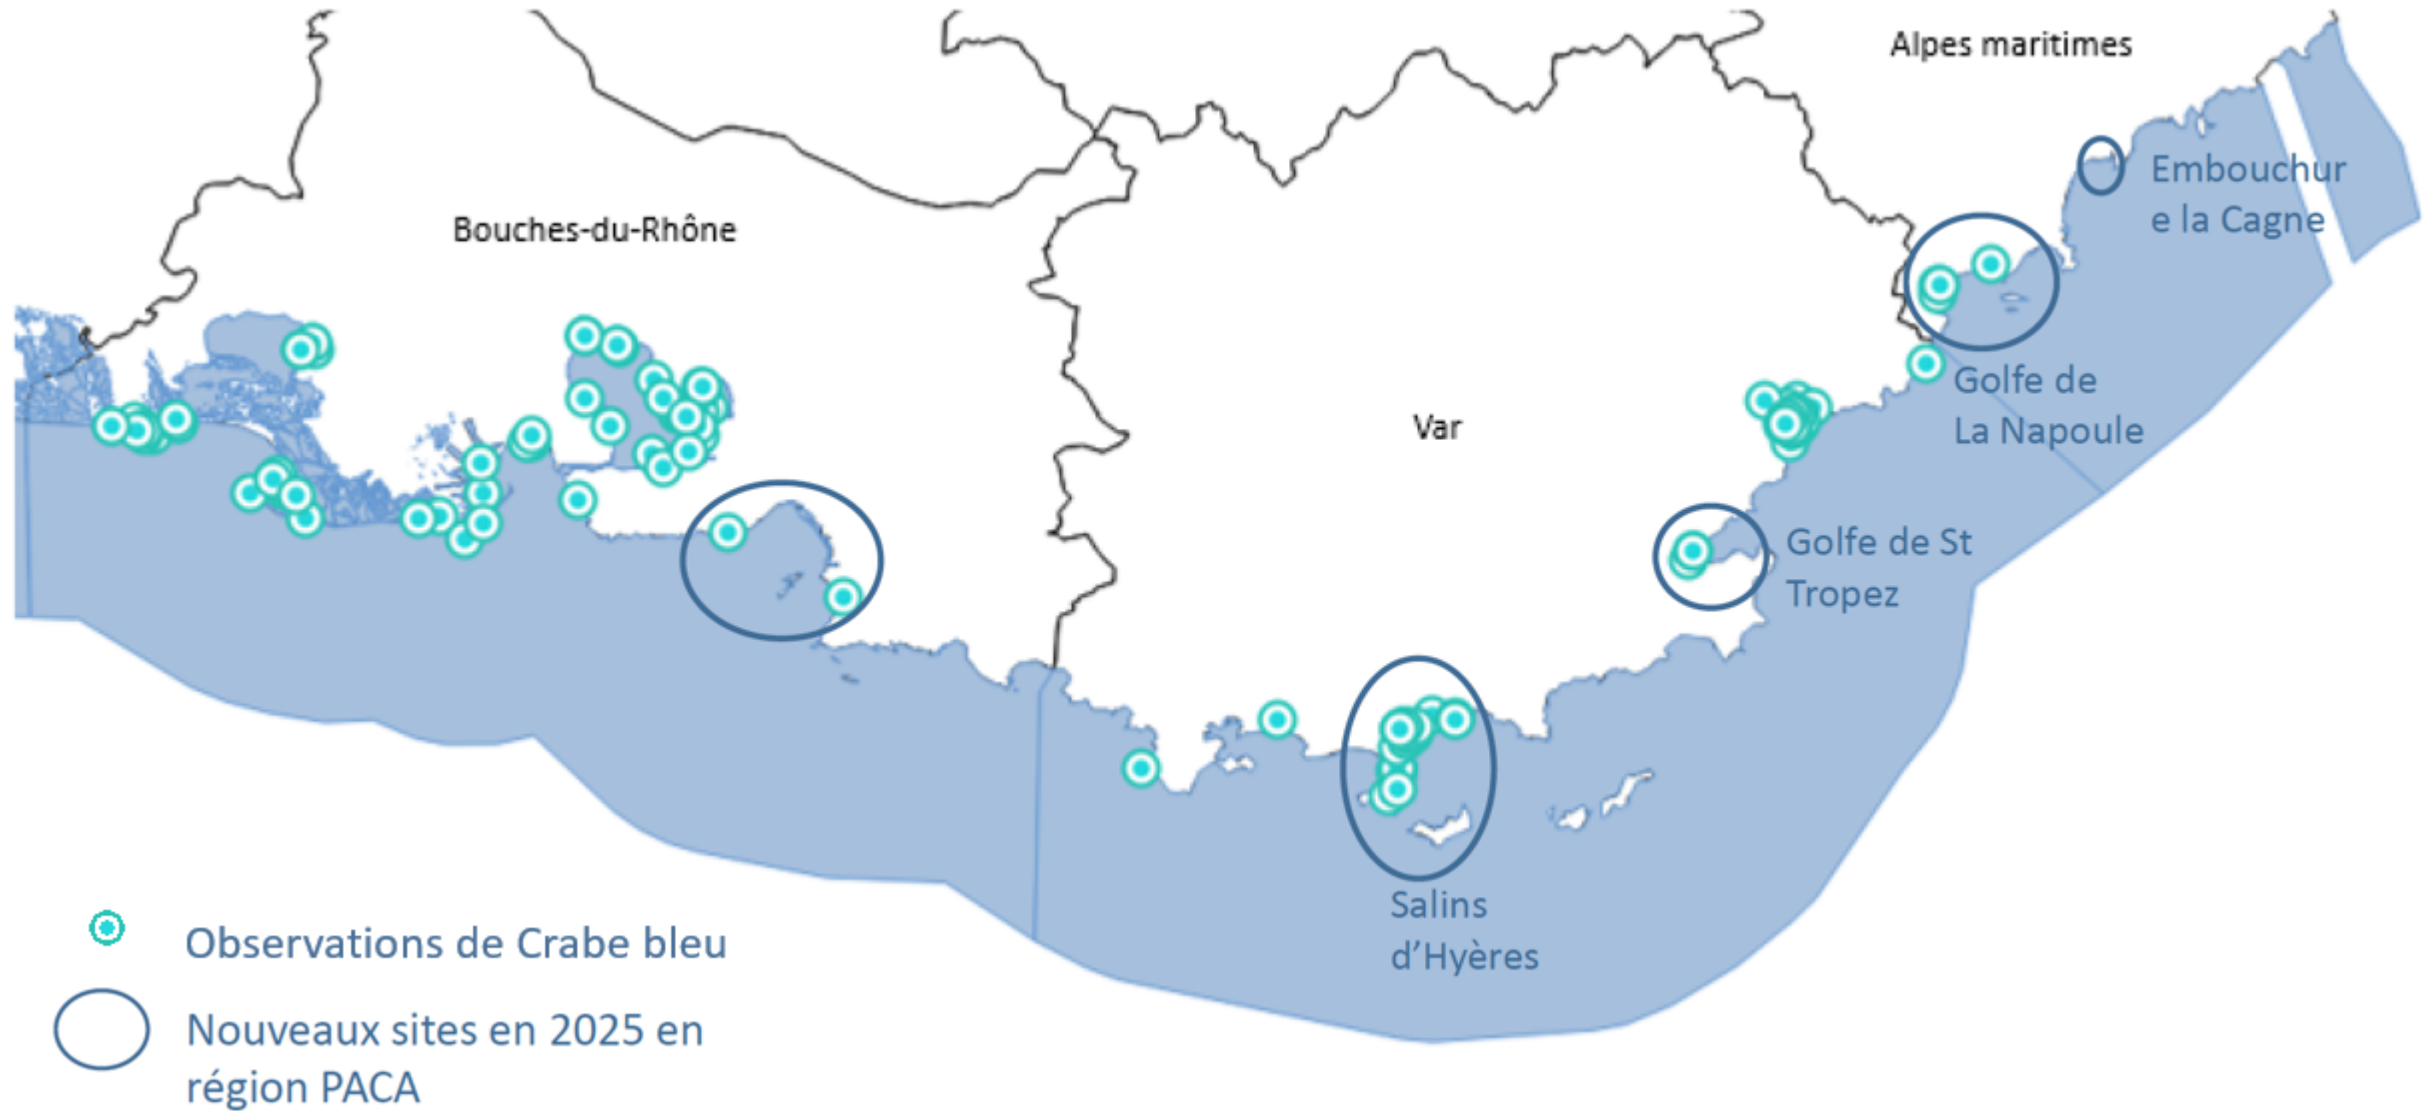 Alpes maritimes
Embouchur
e la Cagne
Bouches-du-Rhône
Golfe de
La Napoule
Var
Golfe de St
Tropez
Salins
d'Hyères
Observations de Crabe bleu
Nouveaux sites en 2025 en
région PACA